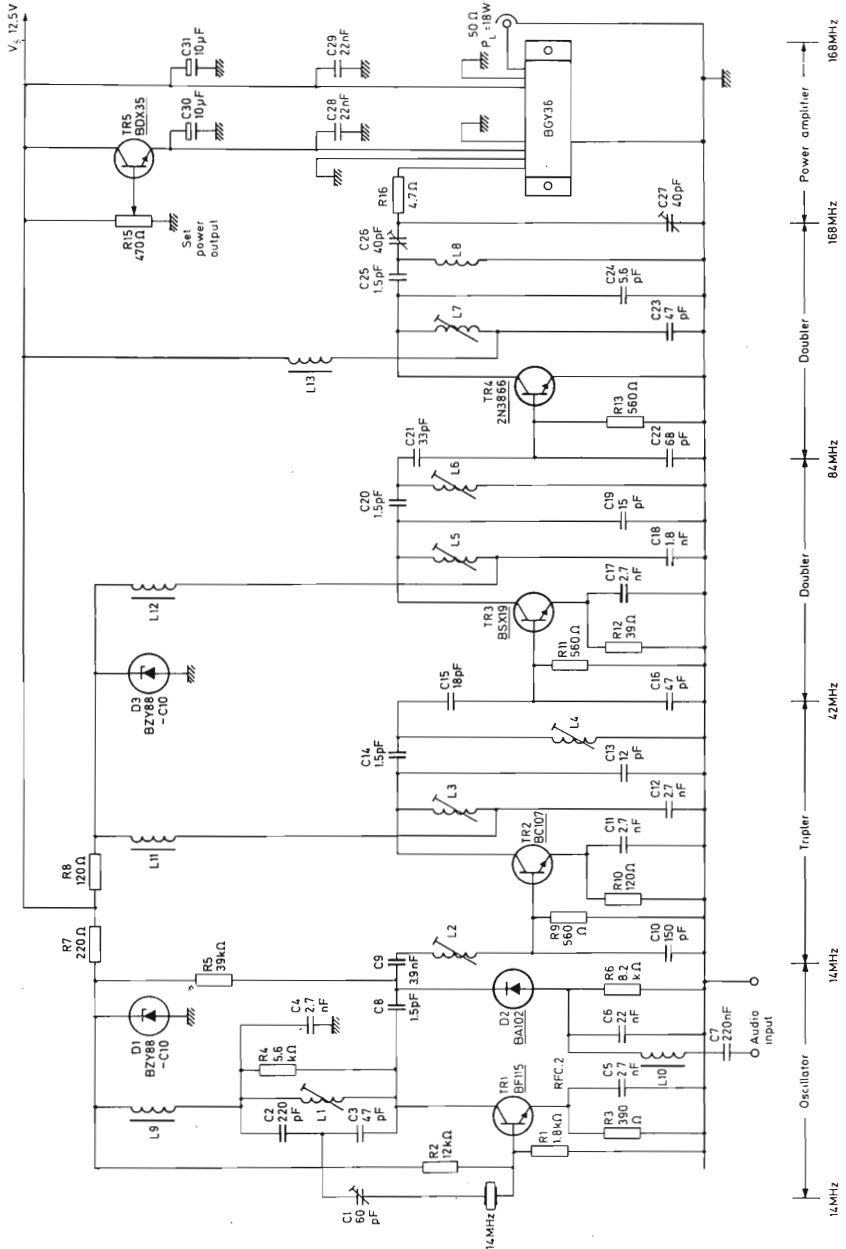 14MHz
C1
60
pF
C2
220
pF
C3
47
pF
L9
L1
R4
5.6
kΩ
C4
2.7
nF
D1
BZY88
-C10
R2
12kΩ
R1
1.8kΩ
TR1
BF115
R3
390
Ω
C5
2.7
nF
RFC.2
L10
C6
22
nF
C7
220nF
Audio
input
D2
BA102
R6
8.2
kΩ
R5
39kΩ
R7
220Ω
R8
120Ω
C8
1.5pF
C9
3.9nF
L2
C10
150
pF
R9
560
Ω
TR2
BC107
R10
120Ω
C11
2.7
nF
L11
L3
C12
2.7
nF
C13
12
pF
C14
1.5pF
L4
C15
18pF
C16
47
pF
D3
BZY88
-C10
L12
R11
560Ω
TR3
BSX19
R12
39Ω
C17
2.7
nF
L5
C18
1.8
nF
C19
15
pF
C20
1.5pF
L6
C21
33pF
C22
68
pF
R13
560Ω
TR4
2N3866
L13
L7
C23
47
pF
C24
5.6
pF
C25
1.5pF
L8
C26
40pF
C27
40pF
R16
4.7Ω
R15
470Ω
Set
power
output
TR5
BDX35
C30
10μF
C31
10μF
C28
22nF
C29
22nF
BGY36
50Ω
PL=18W
12.5V
14MHz
Oscillator
14MHz
Tripler
42MHz
Doubler
84MHz
Doubler
168MHz
Power amplifier
168MHz